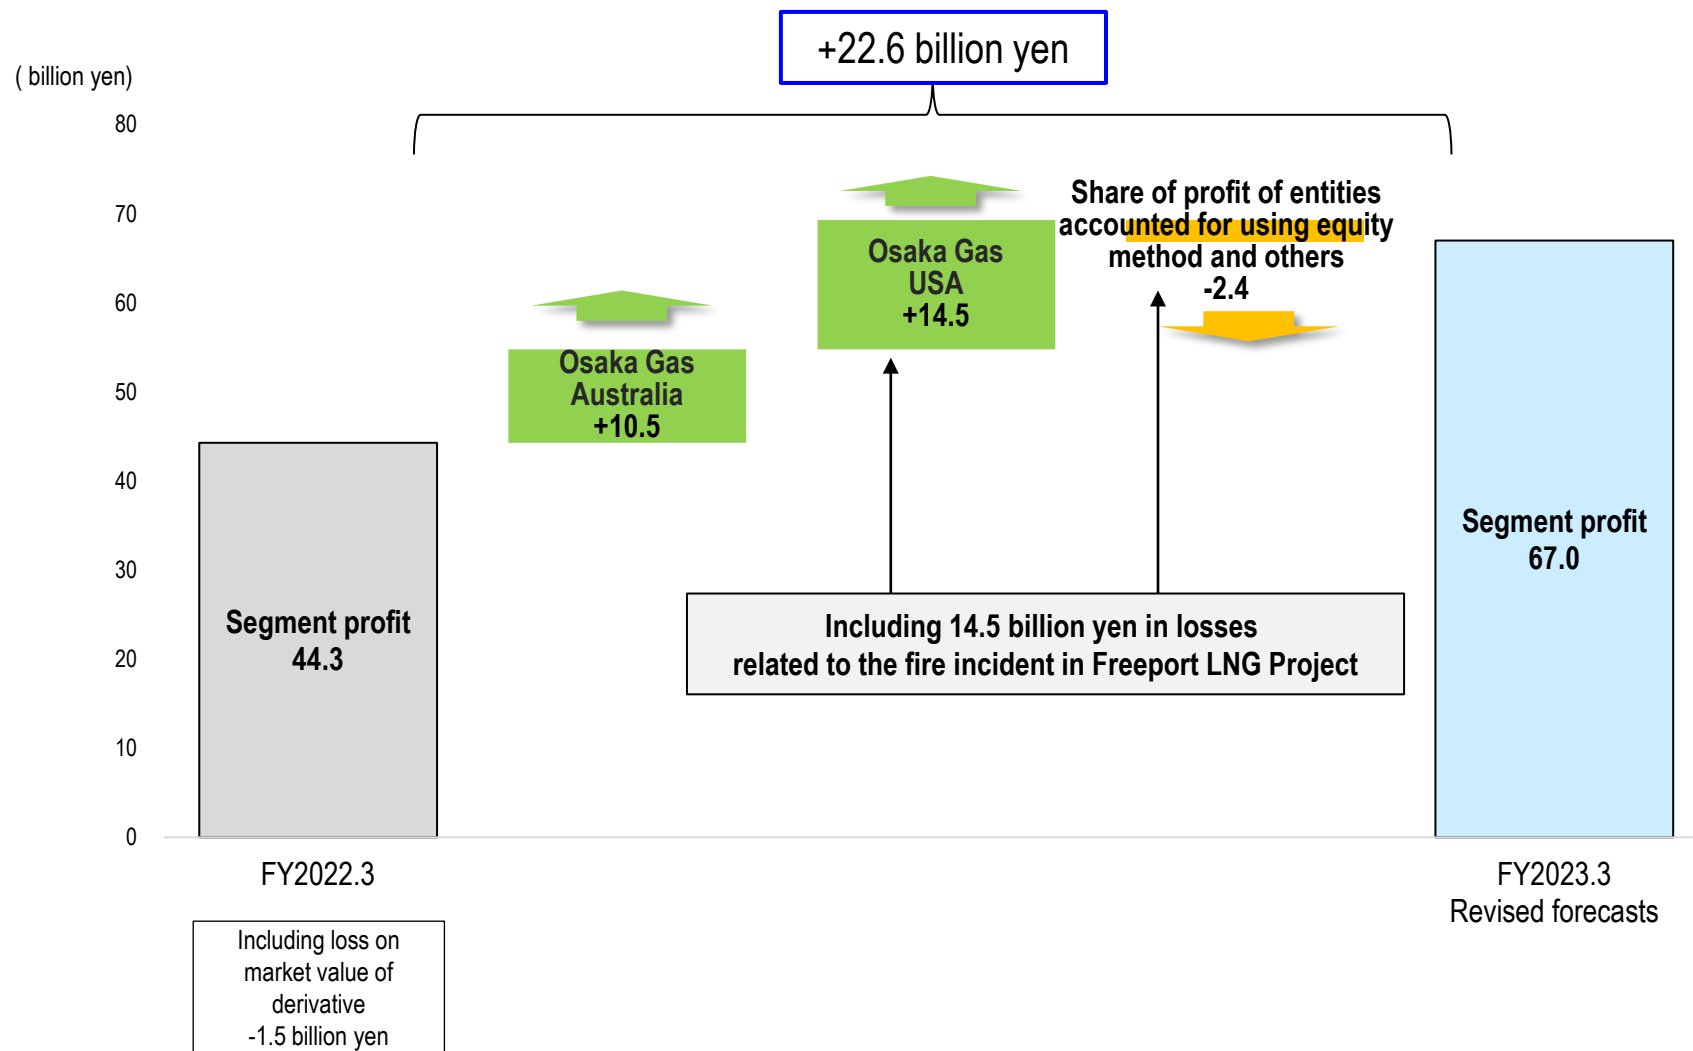 +22.6 billion yen
( billion yen)
80
70
60
50
40
30
20
10
0
Segment profit
44.3
Osaka Gas
Australia
+10.5
Osaka Gas
USA
+14.5
Share of profit of entities
accounted for using equity
method and others
-2.4
Including 14.5 billion yen in losses
related to the fire incident in Freeport LNG Project
Segment profit
67.0
FY2022.3
FY2023.3
Revised forecasts
Including loss on
market value of
derivative
-1.5 billion yen